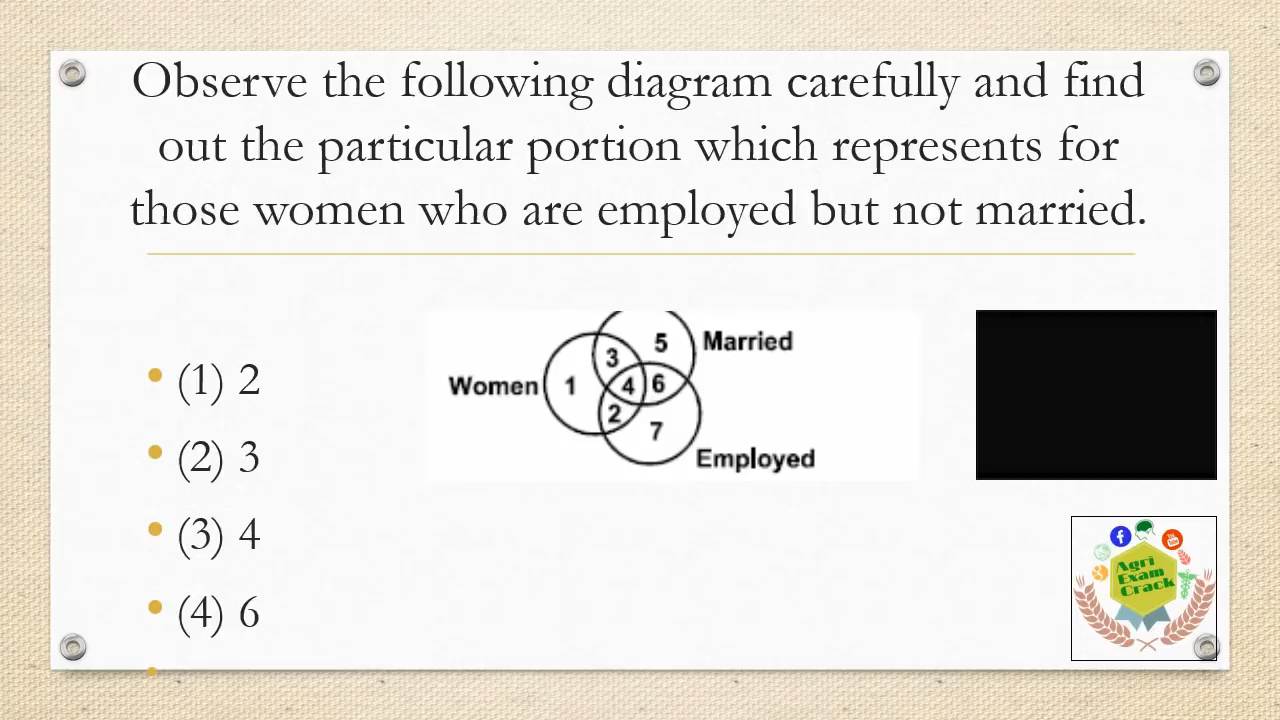 Observe the following diagram carefully and find
out the particular portion which represents for
those women who are employed but not married.
(1) 2
(2) 3
(3) 4
(4) 6
5 Married
3
Women 1 4 6
2
7
Employed
Agri
Exam
Crack